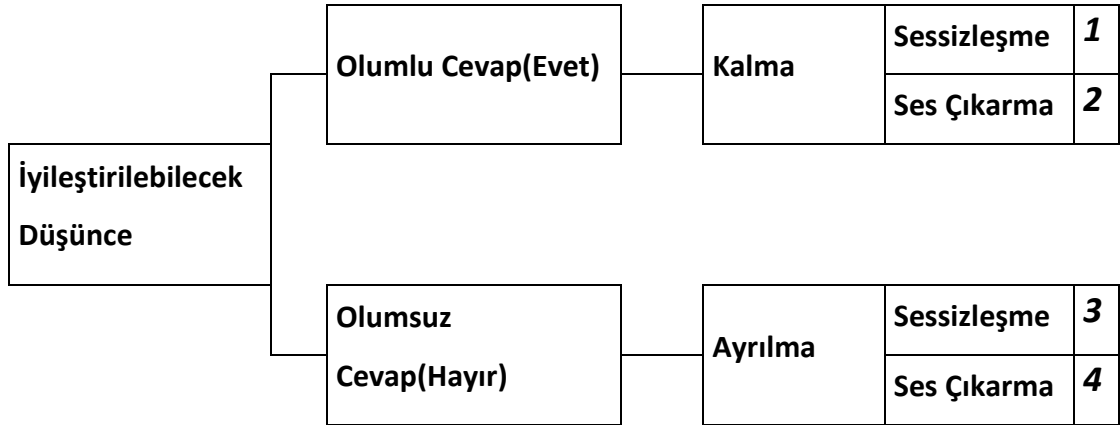 İyileştirilebilecek
Düşünce
Olumlu Cevap(Evet)
Kalma
Sessizleşme 1
Ses Çıkarma 2
Olumsuz
Cevap(Hayır)
Ayrılma
Sessizleşme 3
Ses Çıkarma 4